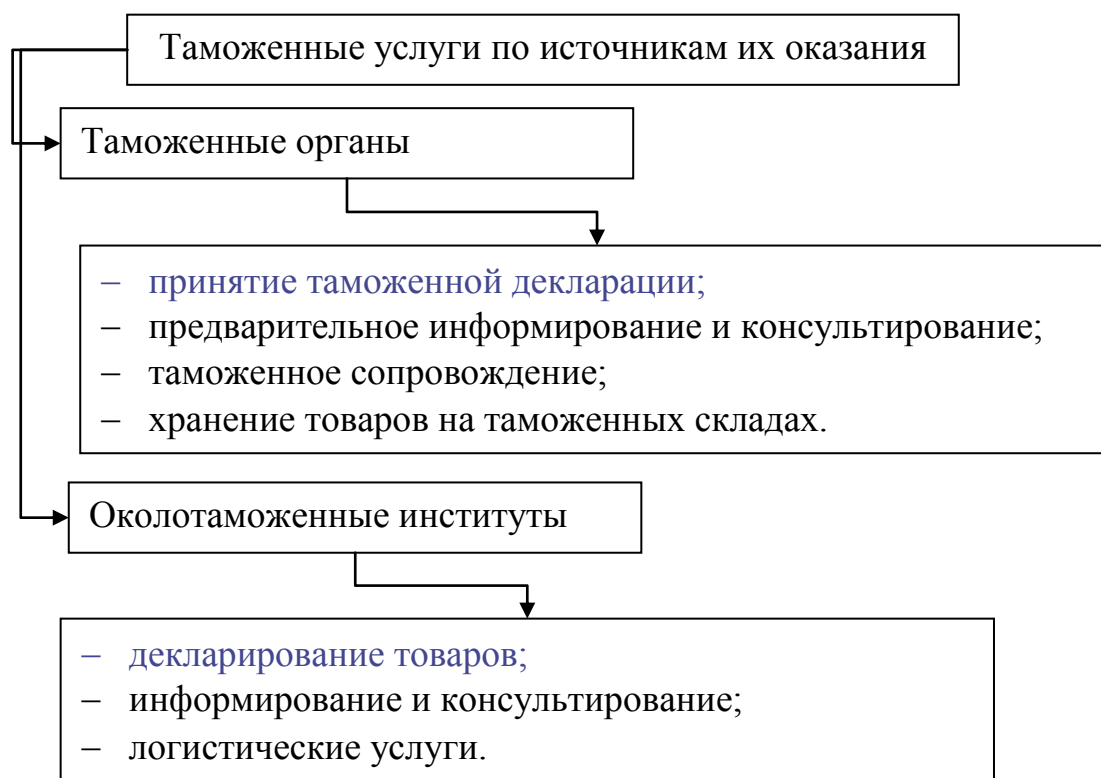 Таможенные услуги по источникам их оказания
Таможенные органы
– принятие таможенной декларации;
– предварительное информирование и консультирование;
– таможенное сопровождение;
– хранение товаров на таможенных складах.
Околотаможенные институты
– декларирование товаров;
– информирование и консультирование;
– логистические услуги.